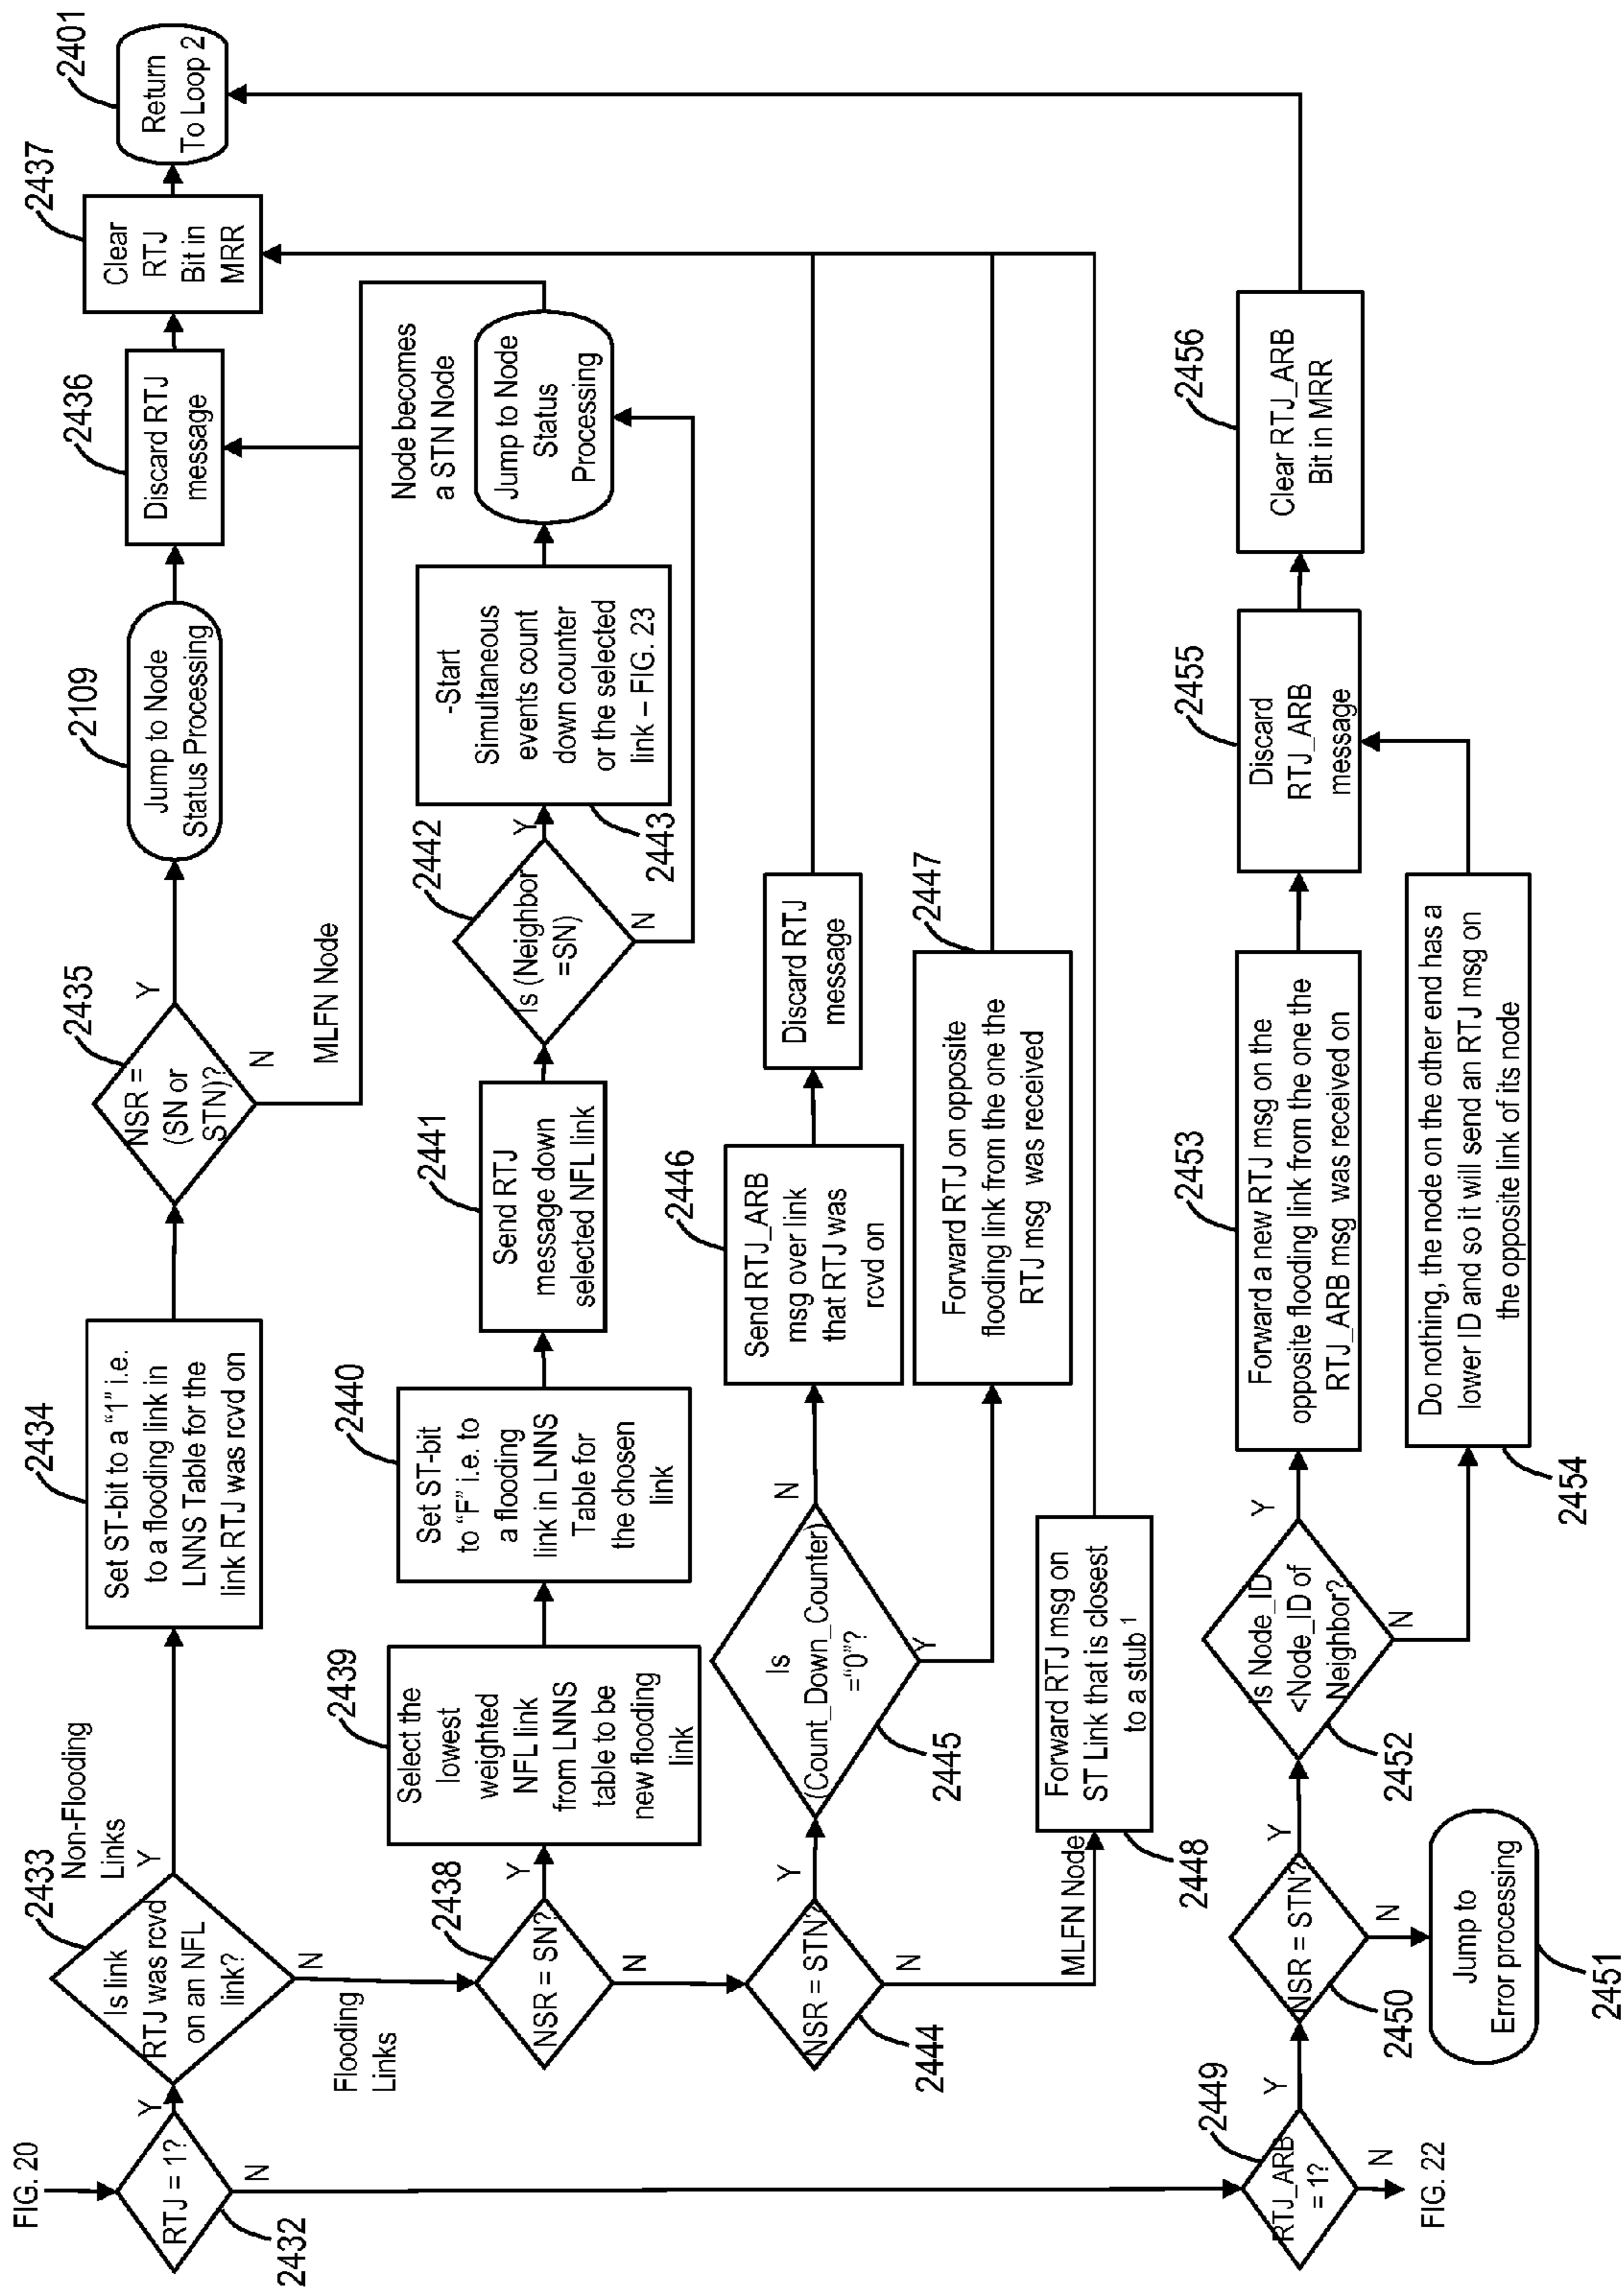 FIG. 20
RTJ = 1?
2432
Y
N
Is link
RTJ was rcvd
on an NFL
link?
2433
Non-Flooding
Links
Y
N
Flooding
Links
Set ST-bit to a “1” i.e.
to a flooding link in
LNNS Table for the
link RTJ was rcvd on
2434
NSR =
(SN or
STN)?
2435
Y
N
MLFN Node
Jump to Node
Status Processing
2109
Discard RTJ
message
2436
Clear
RTJ
Bit in
MRR
2437
Return
To Loop 2
2401
NSR = SN?
2438
Y
N
Select the
lowest
weighted
NFL link
from LNNS
table to be
new flooding
link
2439
Set ST-bit
to “F” i.e. to
a flooding
link in LNNS
Table for
the chosen
link
2440
Send RTJ
message down
selected NFL link
2441
Is (Neighbor
=SN)
2442
Y
N
-Start
Simultaneous
events count
down counter
or the selected
link – FIG. 23
2443
Node becomes
a STN Node
Jump to Node
Status
Processing
NSR = STN?
2444
Y
N
MLFN Node
Is
(Count_Down_Counter)
=“0”?
2445
N
Y
Send RTJ_ARB
msg over link
that RTJ was
rcvd on
2446
Discard RTJ
message
Forward RTJ on opposite
flooding link from the one the
RTJ msg was received
2447
Forward RTJ msg on
ST Link that is closest
to a stub¹
2448
RTJ_ARB
= 1?
2449
Y
N
FIG. 22
NSR = STN?
2450
Y
N
Jump to
Error processing
2451
Is Node_ID
<Node_ID of
Neighbor?
2452
Y
N
Forward a new RTJ msg on the
opposite flooding link from the one the
RTJ_ARB msg was received on
2453
Do nothing, the node on the other end has a
lower ID and so it will send an RTJ msg on
the opposite link of its node
2454
Discard
RTJ_ARB
message
2455
Clear RTJ_ARB
Bit in MRR
2456